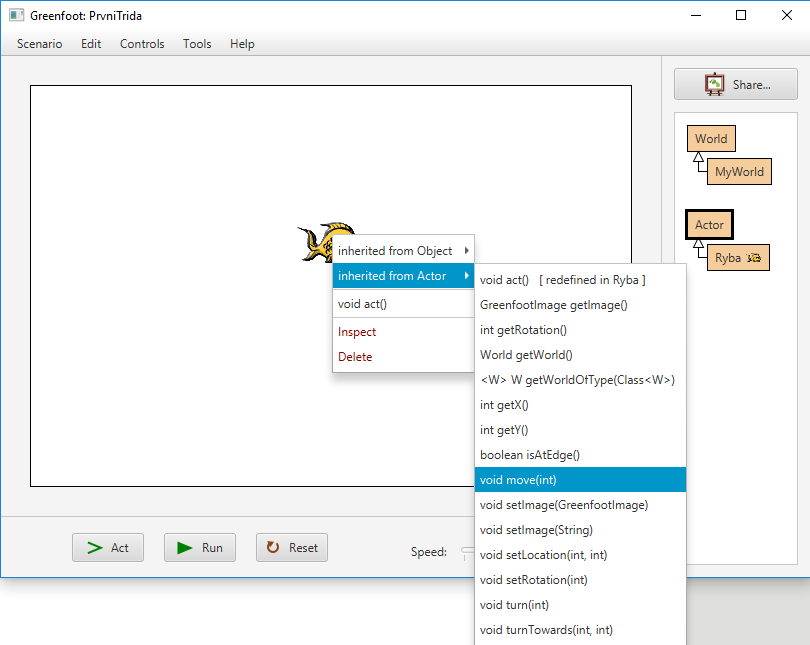 Greenfoot: PrvniTrida
Scenario Edit Controls Tools Help
Share...
World
MyWorld
Actor
Ryba
inherited from Object
inherited from Actor
void act()
Inspect
Delete
void act() [ redefined in Ryba ]
GreenfootImage getImage()
int getRotation()
World getWorld()
<W> W getWorldOfType(Class<W>)
int getX()
int getY()
boolean isAtEdge()
void move(int)
void setImage(GreenfootImage)
void setImage(String)
void setLocation(int, int)
void setRotation(int)
void turn(int)
void turnTowards(int, int)
Act Run Reset Speed: